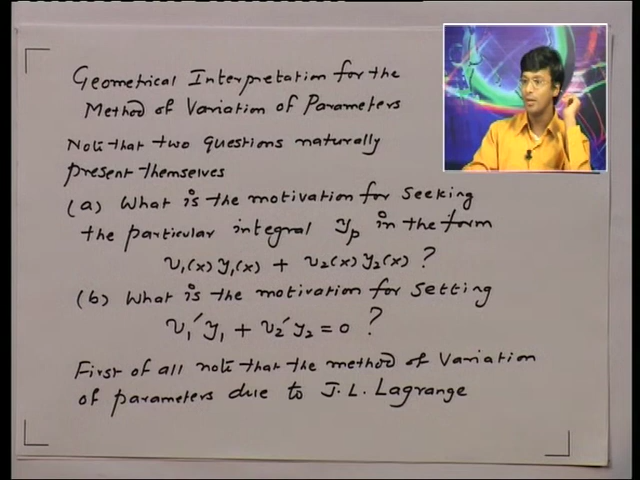 Geometrical Interpretation for the
Method of Variation of Parameters
Note that two questions naturally
present themselves
(a) What is the motivation for seeking
the particular integral yp in the form
v₁(x) y₁(x) + v₂(x) y₂(x) ?
(b) What is the motivation for setting
v₁′ y₁ + v₂′ y₂ = 0 ?
First of all note that the method of variation
of parameters due to J. L. Lagrange